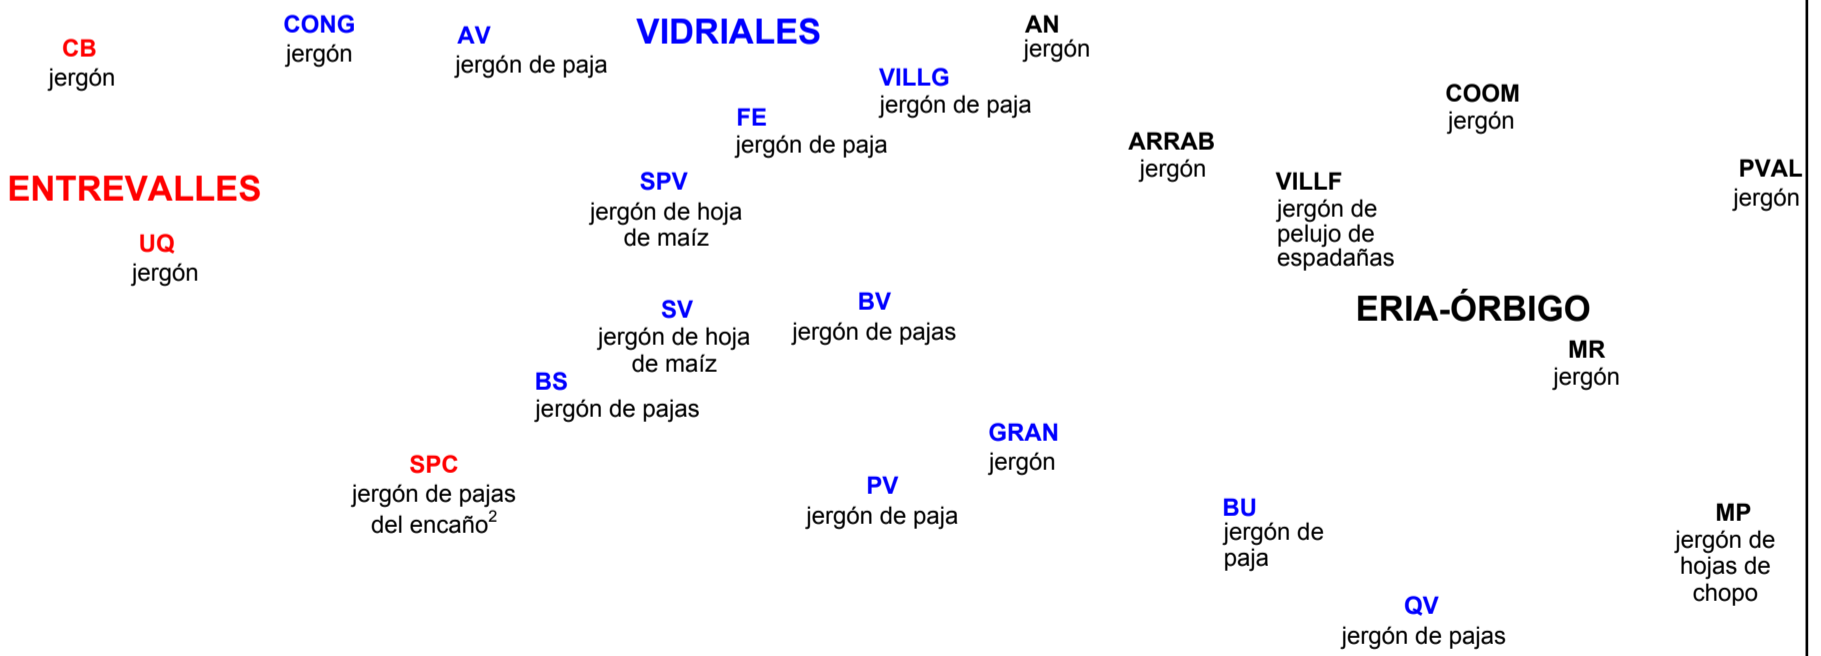 CB
jergón
CONG
jergón
AV
jergón de paja
VIDRIALES
AN
jergón
VILLG
jergón de paja
COOM
jergón
FE
jergón de paja
ARRAB
jergón
PVAL
jergón
ENTREVALLES
SPV
jergón de hoja
de maíz
VILLF
jergón de
pelujo de
espadañas
UQ
jergón
SV
jergón de hoja
de maíz
BV
jergón de pajas
ERIA-ÓRBIGO
MR
jergón
BS
jergón de pajas
GRAN
jergón
SPC
jergón de pajas
del encaño²
PV
jergón de paja
BU
jergón de
paja
MP
jergón de
hojas de
chopo
QV
jergón de pajas